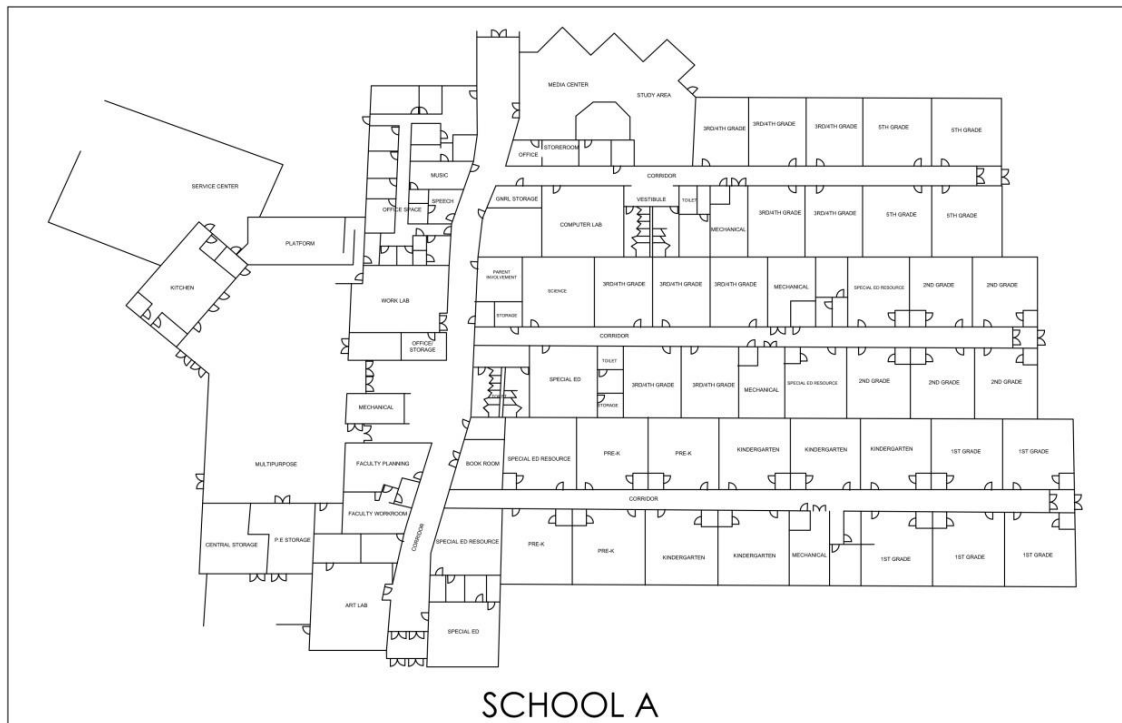 MEDIA CENTER
STUDY AREA
3RD/4TH GRADE
3RD/4TH GRADE
3RD/4TH GRADE
5TH GRADE
5TH GRADE
OFFICE
STOREROOM
SERVICE CENTER
MUSIC
CORRIDOR
OFFICE SPACE
SPEECH
GNRL STORAGE
COMPUTER LAB
VESTIBULE
TOILET
MECHANICAL
3RD/4TH GRADE
3RD/4TH GRADE
5TH GRADE
5TH GRADE
PLATFORM
KITCHEN
WORK LAB
PARENT
INVOLVEMENT
SCIENCE
STORAGE
3RD/4TH GRADE
3RD/4TH GRADE
3RD/4TH GRADE
MECHANICAL
SPECIAL ED RESOURCE
2ND GRADE
2ND GRADE
CORRIDOR
OFFICE/
STORAGE
SPECIAL ED
TOILET
STORAGE
3RD/4TH GRADE
3RD/4TH GRADE
MECHANICAL
SPECIAL ED RESOURCE
2ND GRADE
2ND GRADE
2ND GRADE
MECHANICAL
MULTIPURPOSE
FACULTY PLANNING
BOOK ROOM
SPECIAL ED RESOURCE
PRE-K
PRE-K
KINDERGARTEN
KINDERGARTEN
KINDERGARTEN
1ST GRADE
1ST GRADE
CORRIDOR
FACULTY WORKROOM
CORRIDOR
CENTRAL STORAGE
P.E STORAGE
SPECIAL ED RESOURCE
PRE-K
PRE-K
KINDERGARTEN
KINDERGARTEN
MECHANICAL
1ST GRADE
1ST GRADE
1ST GRADE
ART LAB
SPECIAL ED
SCHOOL A